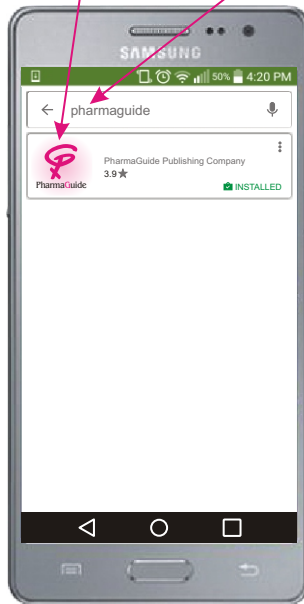 SAMSUNG
50% 4:20 PM
pharmaguide
PharmaGuide Publishing Company
3.9★
PharmaGuide
INSTALLED